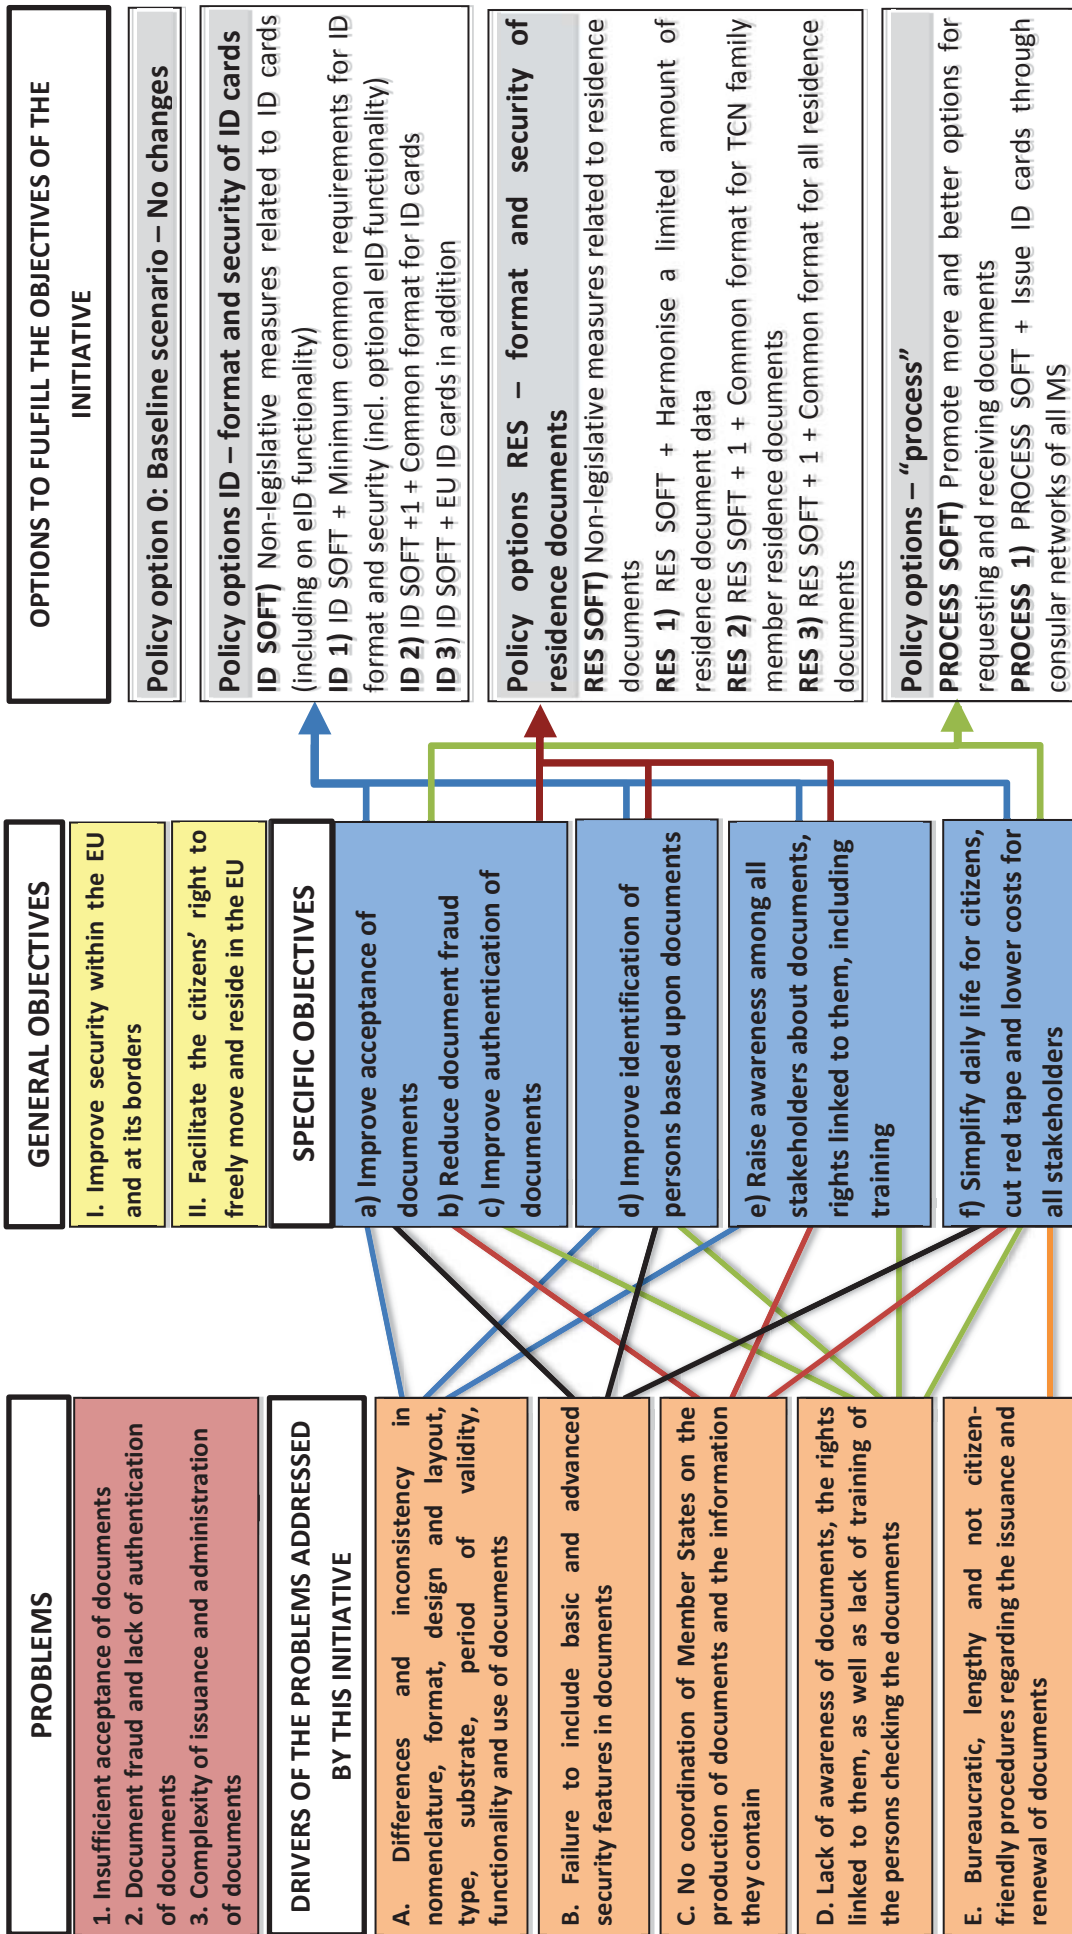 PROBLEMS
1. Insufficient acceptance of documents
2. Document fraud and lack of authentication
of documents
3. Complexity of issuance and administration
of documents
DRIVERS OF THE PROBLEMS ADDRESSED
BY THIS INITIATIVE
A. Differences and inconsistency in
nomenclature, format, design and layout,
type, substrate, period of validity,
functionality and use of documents
B. Failure to include basic and advanced
security features in documents
C. No coordination of Member States on the
production of documents and the information
they contain
D. Lack of awareness of documents, the rights
linked to them, as well as lack of training of
the persons checking the documents
E. Bureaucratic, lengthy and not citizen-
friendly procedures regarding the issuance and
renewal of documents
GENERAL OBJECTIVES
I. Improve security within the EU
and at its borders
II. Facilitate the citizens' right to
freely move and reside in the EU
SPECIFIC OBJECTIVES
a) Improve acceptance of
documents
b) Reduce document fraud
c) Improve authentication of
documents
d) Improve identification of
persons based upon documents
e) Raise awareness among all
stakeholders about documents,
rights linked to them, including
training
f) Simplify daily life for citizens,
cut red tape and lower costs for
all stakeholders
OPTIONS TO FULFILL THE OBJECTIVES OF THE
INITIATIVE
Policy option 0: Baseline scenario – No changes
Policy options ID – format and security of ID cards
ID SOFT) Non-legislative measures related to ID cards
(including on eID functionality)
ID 1) ID SOFT + Minimum common requirements for ID
format and security (incl. optional eID functionality)
ID 2) ID SOFT +1 + Common format for ID cards
ID 3) ID SOFT + EU ID cards in addition
Policy options RES – format and security of
residence documents
RES SOFT) Non-legislative measures related to residence
documents
RES 1) RES SOFT + Harmonise a limited amount of
residence document data
RES 2) RES SOFT + 1 + Common format for TCN family
member residence documents
RES 3) RES SOFT + 1 + Common format for all residence
documents
Policy options – “process”
PROCESS SOFT) Promote more and better options for
requesting and receiving documents
PROCESS 1) PROCESS SOFT + Issue ID cards through
consular networks of all MS